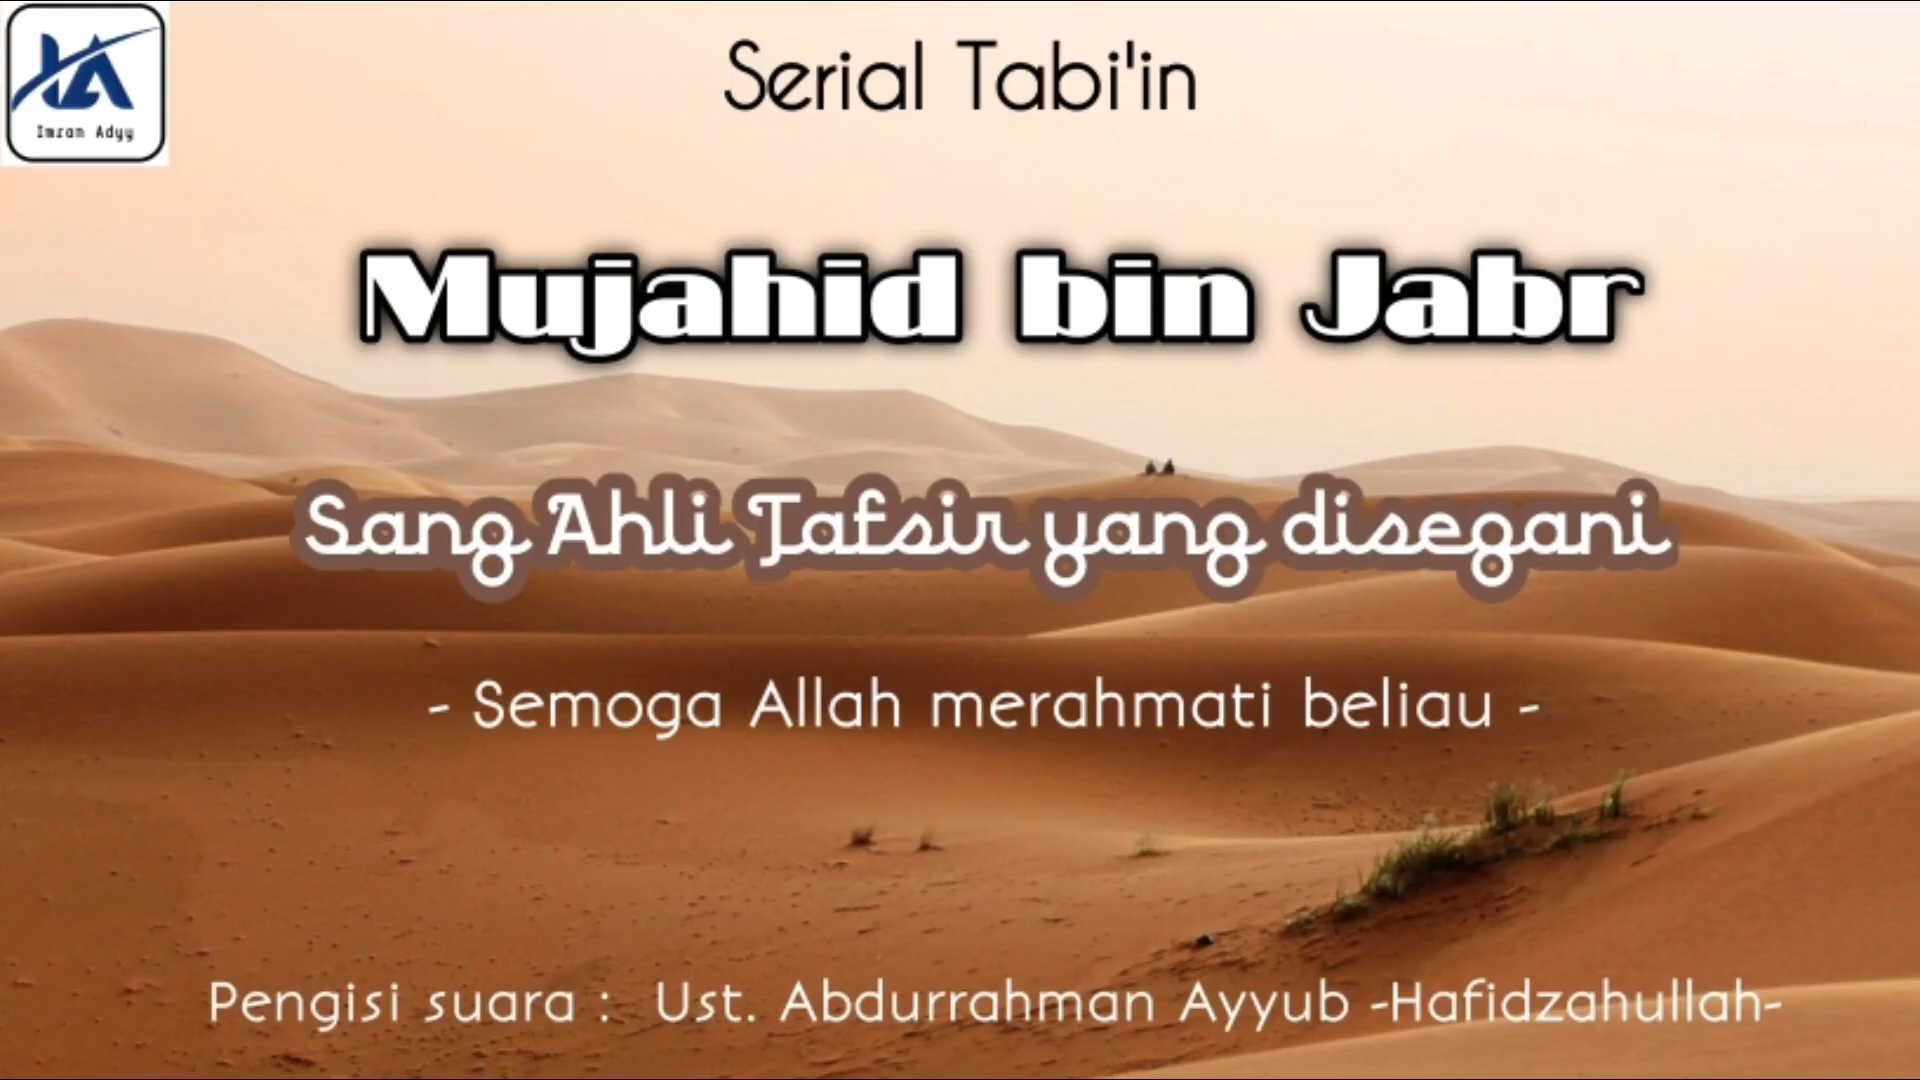 Imran Adyy
Serial Tabi'in
Mujahid bin Jabr
Sang Ahli Tafsir yang disegani
- Semoga Allah merahmati beliau -
Pengisi suara : Ust. Abdurrahman Ayyub -Hafidzahullah-